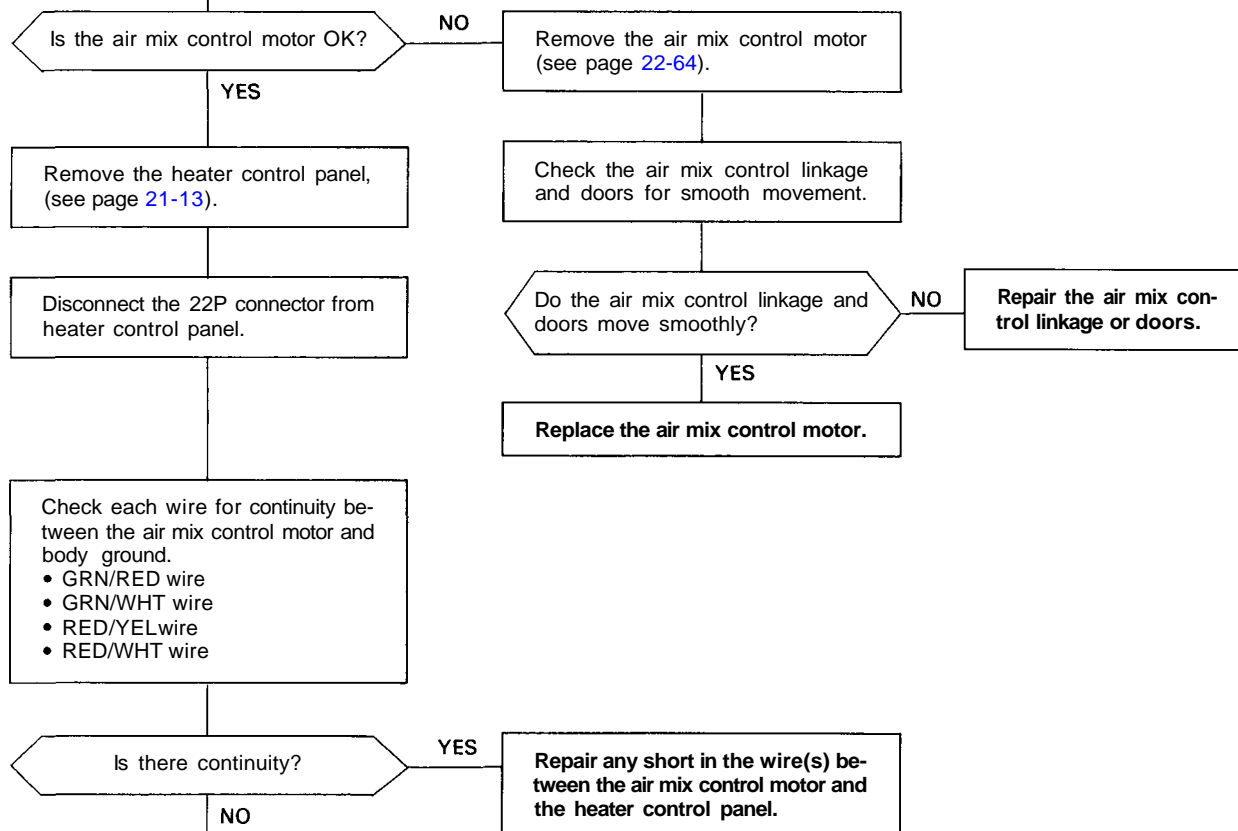 Is the air mix control motor OK?
NO
YES
Remove the air mix control motor
(see page 22-64).
Remove the heater control panel,
(see page 21-13).
Check the air mix control linkage
and doors for smooth movement.
Disconnect the 22P connector from
heater control panel.
Do the air mix control linkage and
doors move smoothly?
NO
YES
Repair the air mix con-
trol linkage or doors.
Replace the air mix control motor.
Check each wire for continuity be-
tween the air mix control motor and
body ground.
• GRN/RED wire
• GRN/WHT wire
• RED/YELwire
• RED/WHT wire
Is there continuity?
YES
NO
Repair any short in the wire(s) be-
tween the air mix control motor and
the heater control panel.